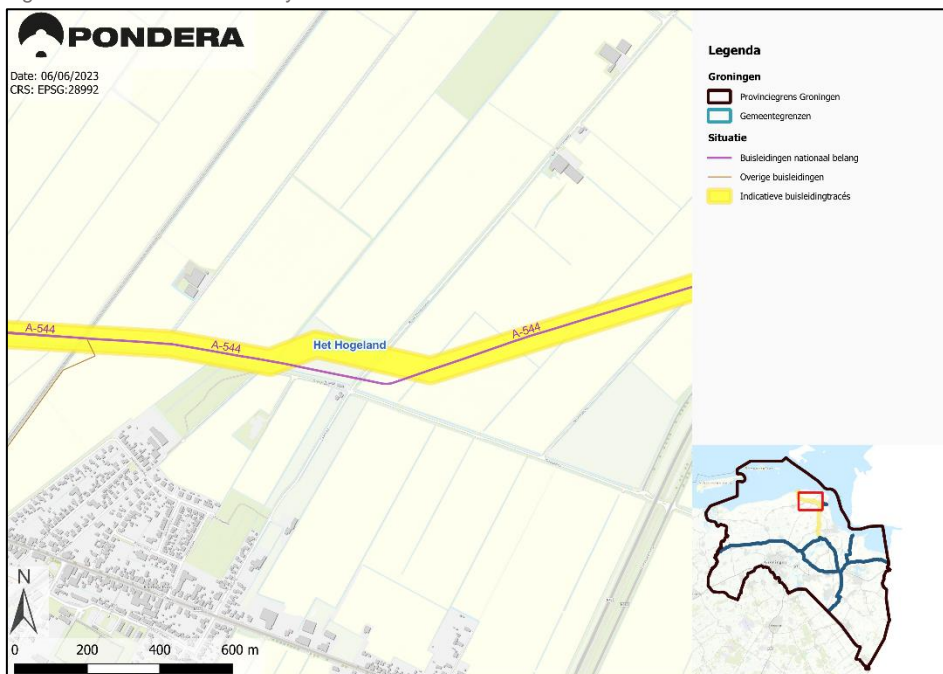 PONDERA
Date: 06/06/2023
CRS: EPSG:28992
A-544
A-544
Het Hogeland
A-544
N
0 200 400 600 m
Legenda
Groningen
Provinciegrens Groningen
Gemeentegrenzen
Situatie
Buisleidingen nationaal belang
Overige buisleidingen
Indicatieve buisleidingtracés